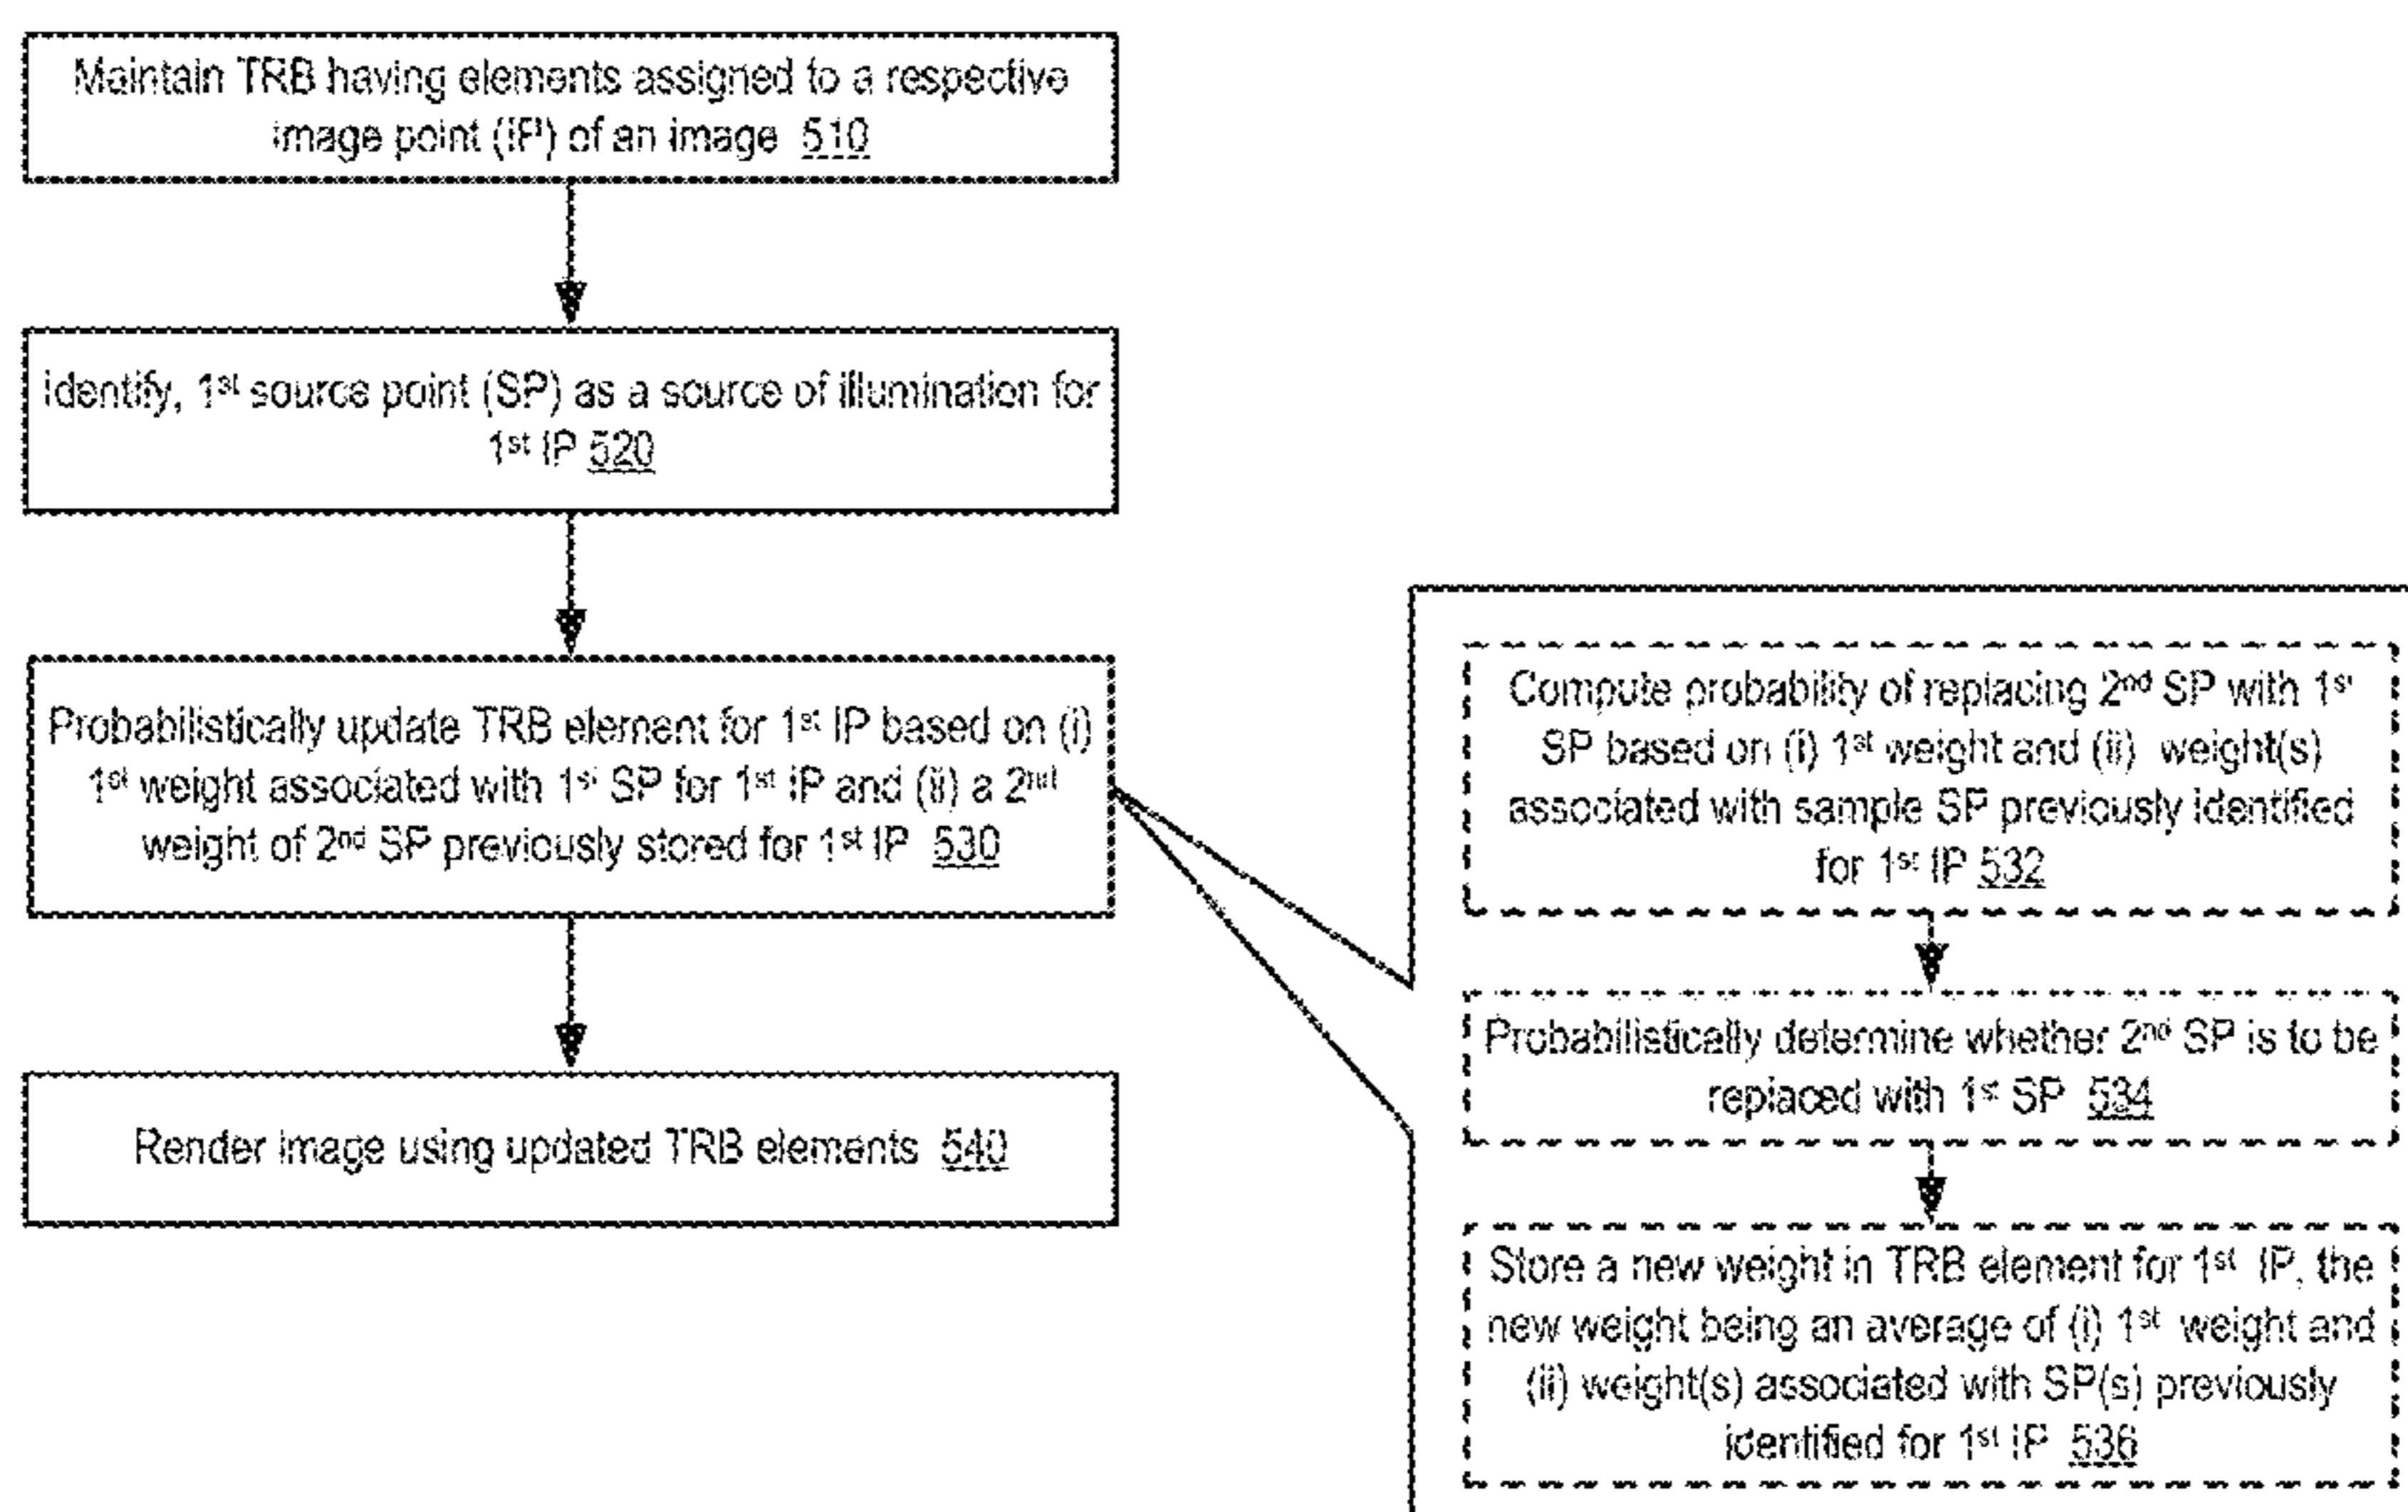 Maintain TRB having elements assigned to a respective
image point (IP) of an image 510
Identify, 1st source point (SP) as a source of illumination for
1st IP 520
Probabilistically update TRB element for 1st IP based on (i)
1st weight associated with 1st SP for 1st IP and (ii) a 2nd
weight of 2nd SP previously stored for 1st IP 530
Render image using updated TRB elements 540
Compute probability of replacing 2nd SP with 1st
SP based on (i) 1st weight and (ii) weight(s)
associated with sample SP previously identified
for 1st IP 532
Probabilistically determine whether 2nd SP is to be
replaced with 1st SP 534
Store a new weight in TRB element for 1st IP, the
new weight being an average of (i) 1st weight and
(ii) weight(s) associated with SP(s) previously
identified for 1st IP 536